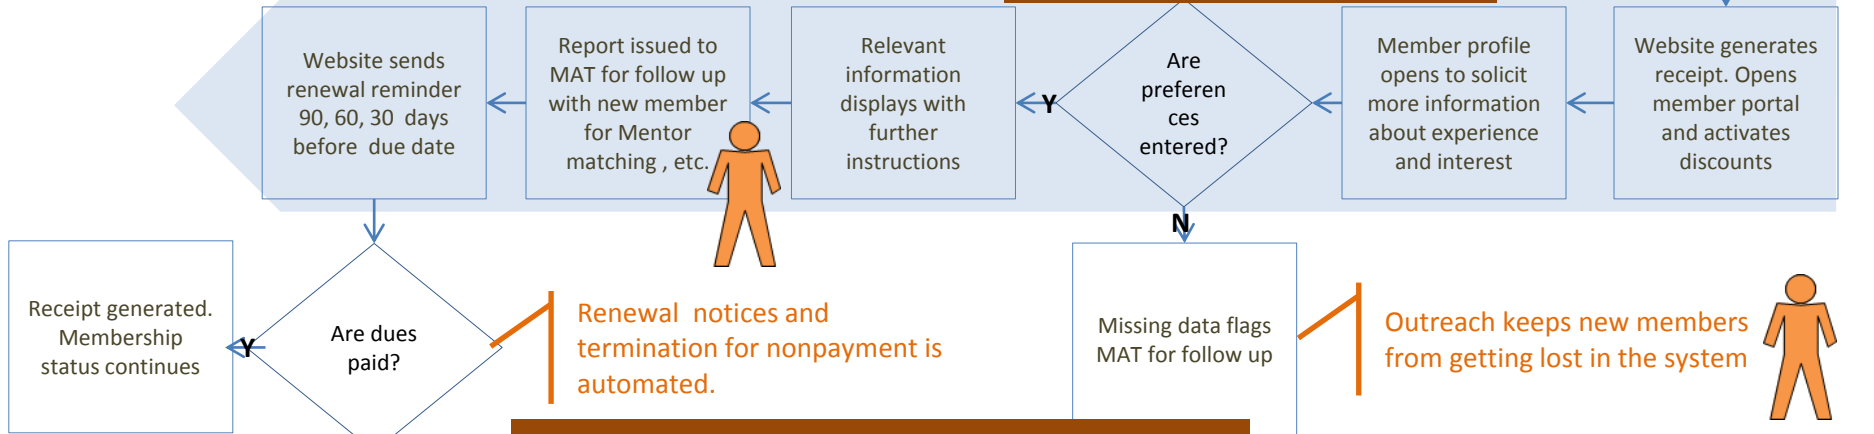 Website sends
renewal reminder
90, 60, 30 days
before due date
Report issued to
MAT for follow up
with new member
for Mentor
matching , etc.
Relevant
information
displays with
further
instructions
Y
Are
preferen
ces
entered?
Member profile
opens to solicit
more information
about experience
and interest
Website generates
receipt. Opens
member portal
and activates
discounts
N
Receipt generated.
Membership
status continues
Y
Are dues
paid?
Renewal notices and
termination for nonpayment is
automated.
Missing data flags
MAT for follow up
Outreach keeps new members
from getting lost in the system